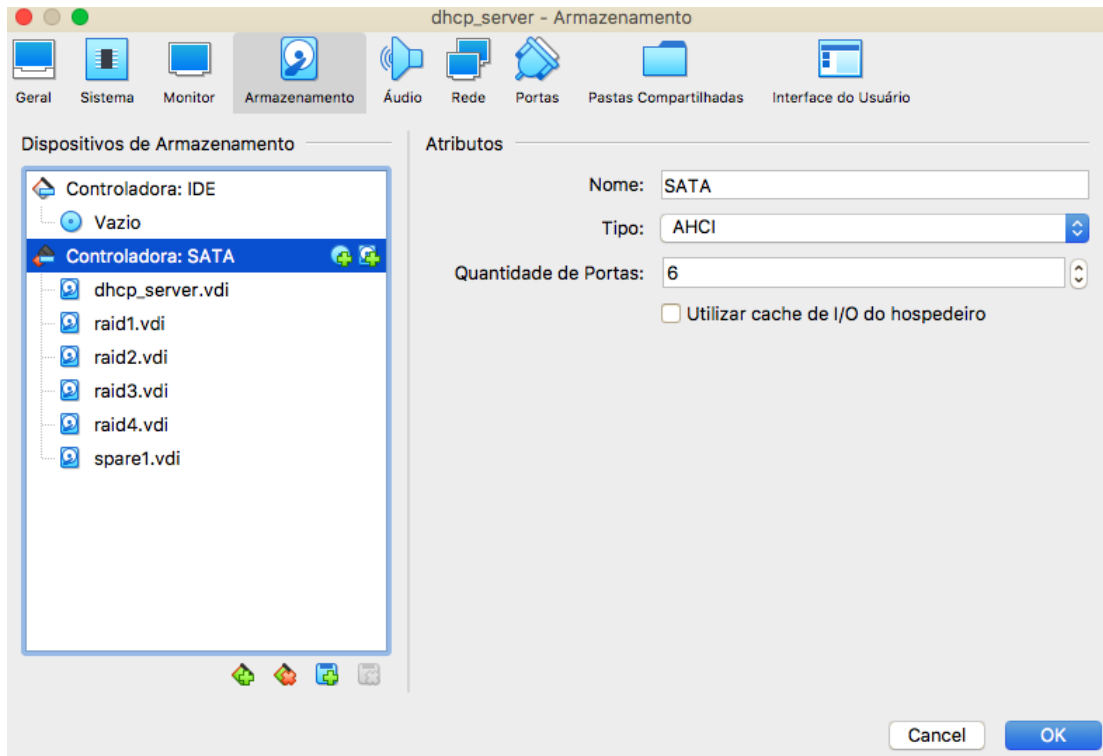 dhcp_server - Armazenamento
Geral Sistema Monitor Armazenamento Áudio Rede Portas Pastas Compartilhadas Interface do Usuário
Dispositivos de Armazenamento
Controladora: IDE
Vazio
Controladora: SATA
dhcp_server.vdi
raid1.vdi
raid2.vdi
raid3.vdi
raid4.vdi
spare1.vdi
Atributos
Nome: SATA
Tipo: AHCI
Quantidade de Portas: 6
Utilizar cache de I/O do hospedeiro
Cancel OK